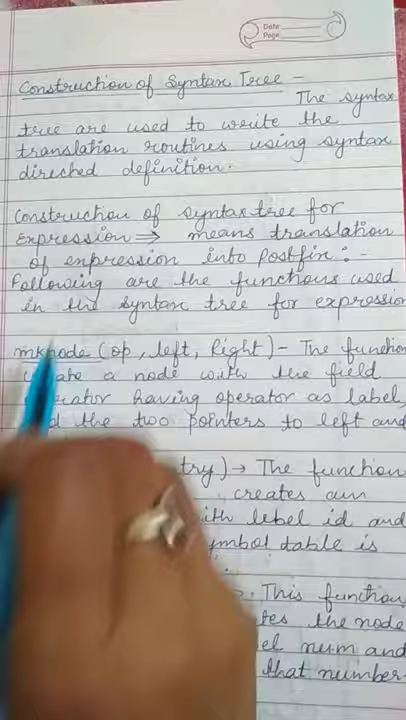 Date
Page
Construction of Syntax Tree -
The syntax
tree are used to write the
translation routines using syntax
directed definition.
Construction of syntax tree for
expression ⇒ means translation
of expression into Postfix : -
Following are the functions used
in the syntax tree for expression
mknode (op, left, Right) - The function
a node with the field
having operator as label,
the two pointers to left and
try) → The function
creates an
with label id and
symbol table is
This function
the node
num and
that number